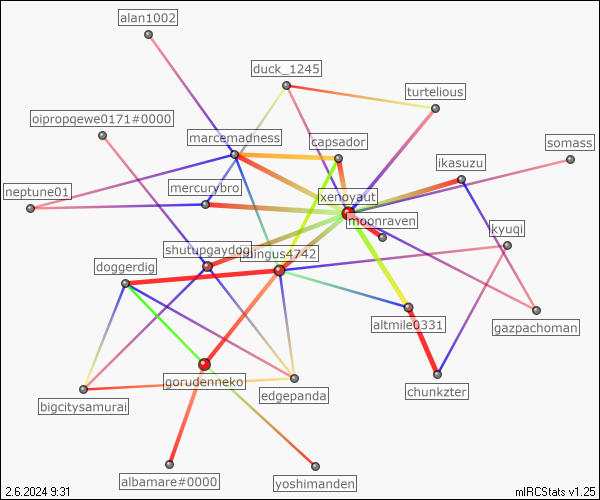 alan1002
duck_1245
turtelious
oipropqewe0171#0000
marcemadness
capsador
somass
ikasuzu
neptune01
mercurybro
xenoyaut
moonraven
kyuqi
shutupgaydog
mingus4742
doggerdig
altmile0331
gazpachoman
gorudenneko
edgepanda
chunkzter
bigcitysamurai
albamare#0000
yoshimanden
2.6.2024 9:31
mIRCStats v1.25